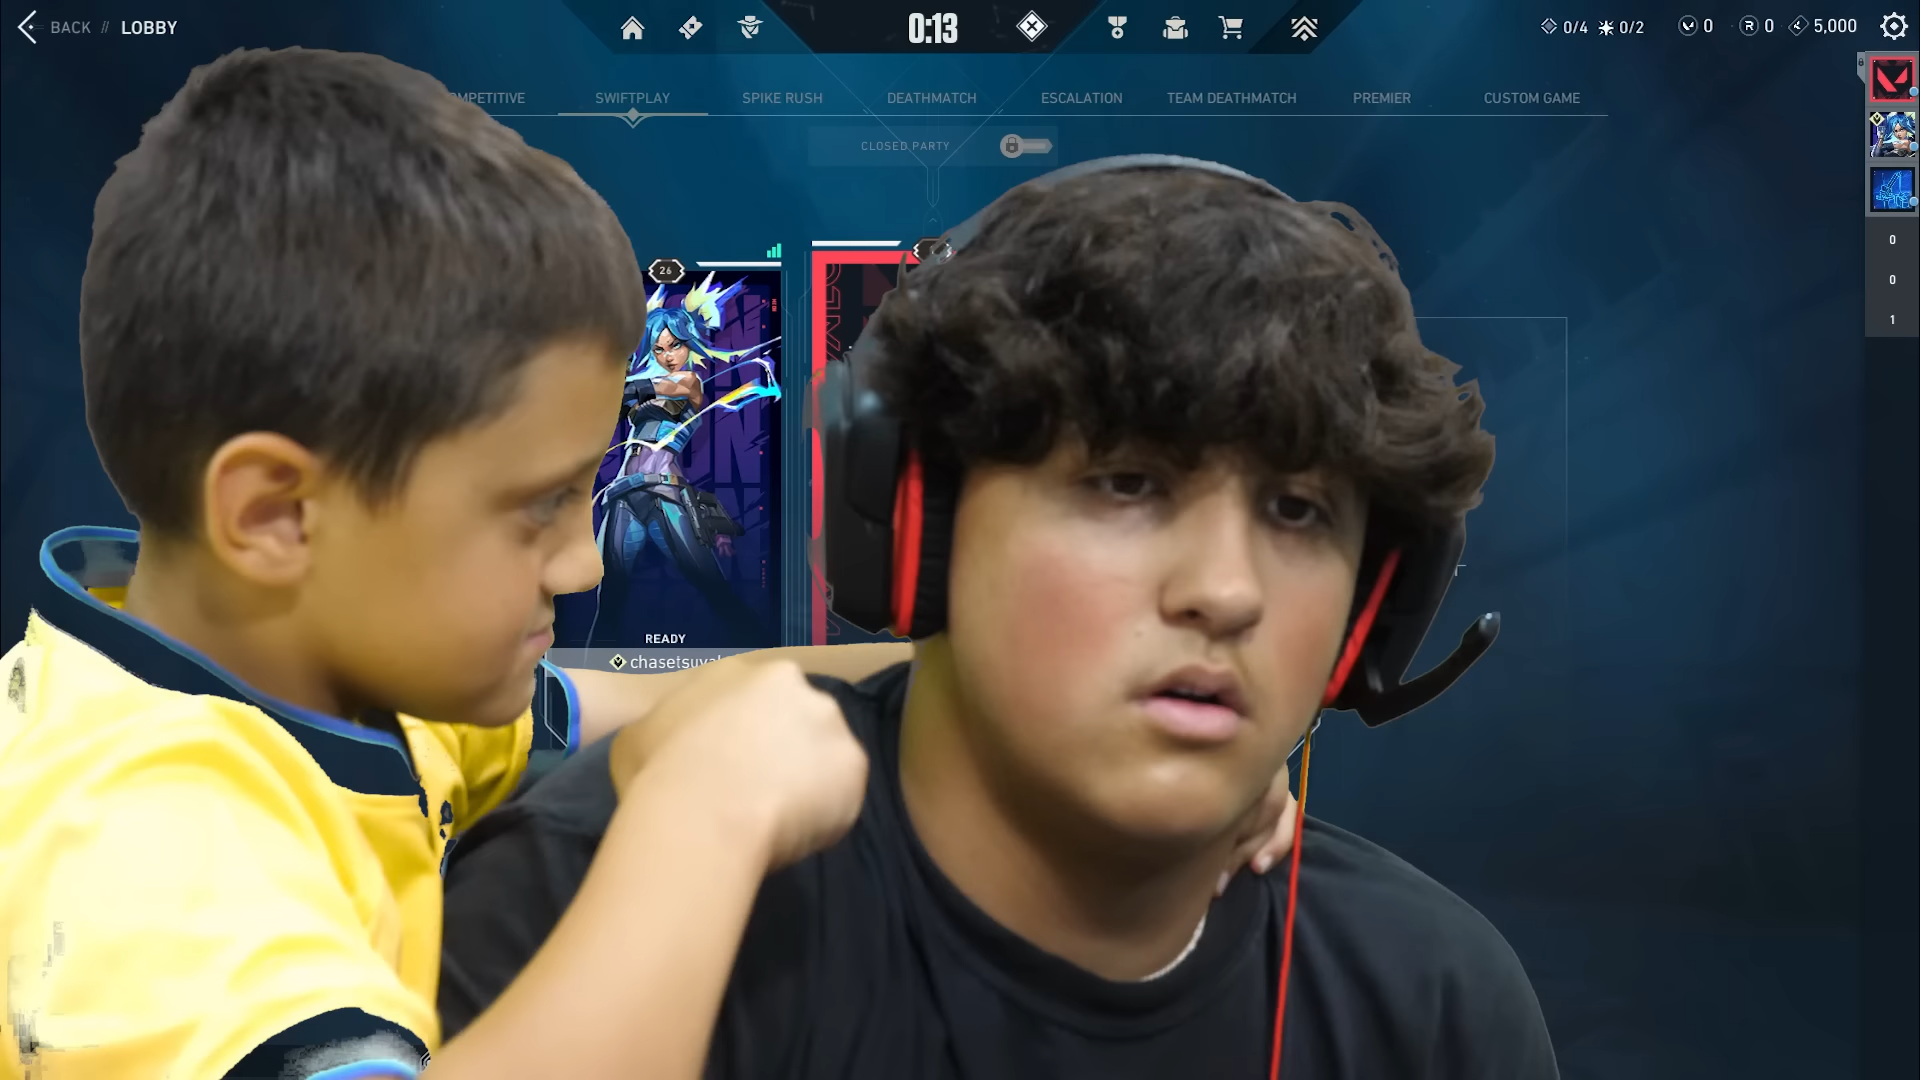 BACK // LOBBY
0:13
0/4
0/2
0
0
5,000
SWIFTPLAY
SPIKE RUSH
DEATHMATCH
ESCALATION
TEAM DEATHMATCH
PREMIER
CUSTOM GAME
CLOSED PARTY
26
READY
0
0
1